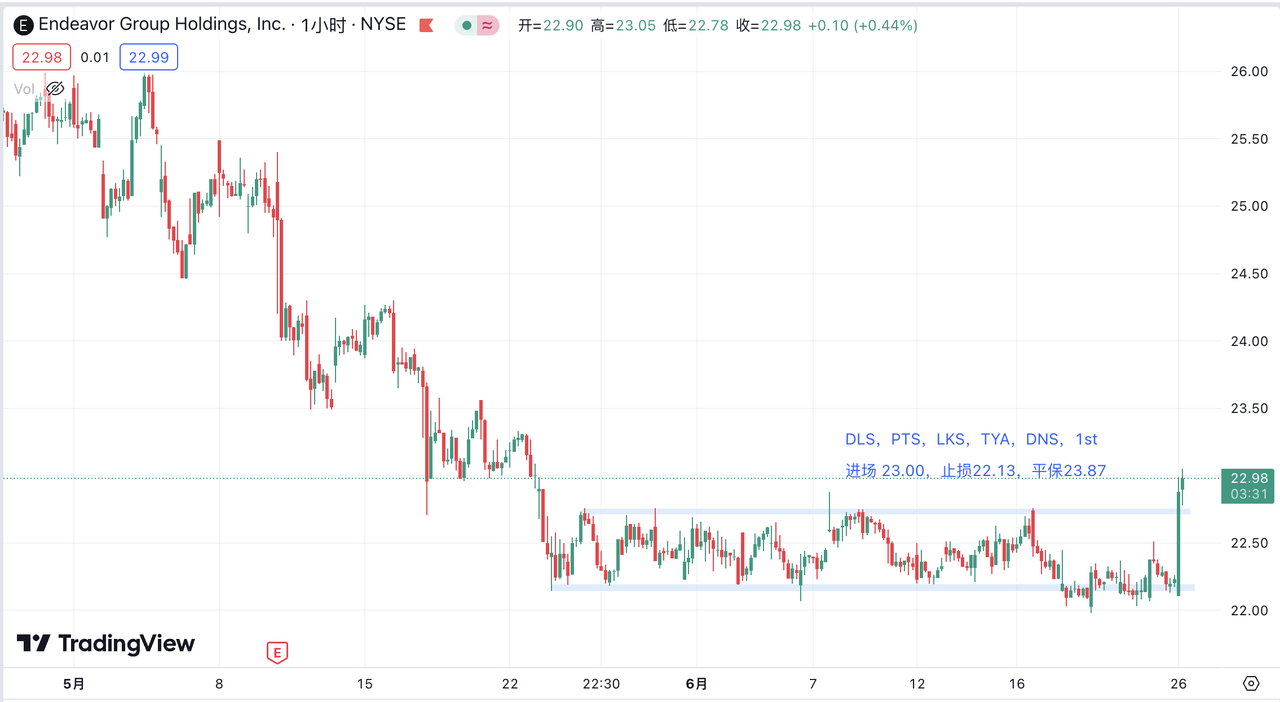 E Endeavor Group Holdings, Inc. · 1小时 · NYSE 开=22.90 高=23.05 低=22.78 收=22.98 +0.10 (+0.44%)
22.98 0.01 22.99
Vol
26.00
25.50
25.00
24.50
24.00
23.50
DLS，PTS，LKS，TYA，DNS，1st
进场 23.00，止损22.13，平保23.87
22.98
03:31
22.50
22.00
TradingView
E
5月 8 15 22 22:30 6月 7 12 16 26